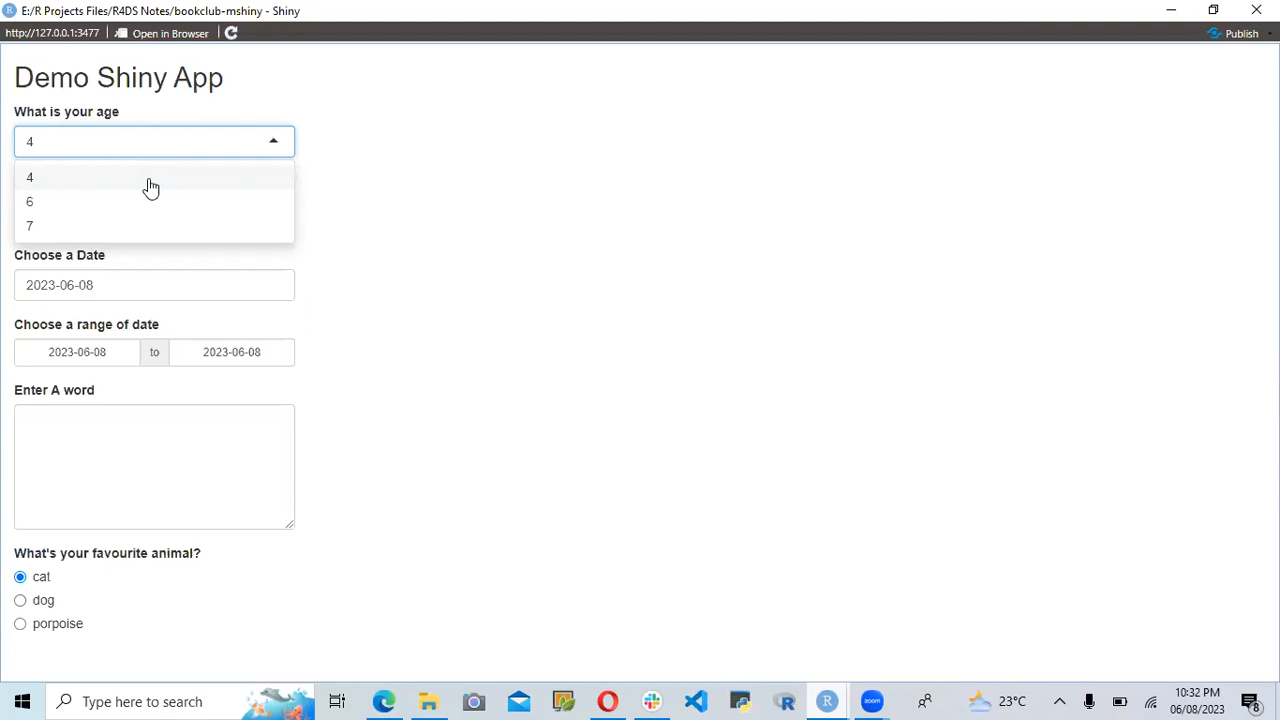 E:/R Projects Files/R4DS Notes/bookclub-mshiny - Shiny
http://127.0.0.1:3477 Open in Browser Publish
Demo Shiny App
What is your age
4
4
6
7
Choose a Date
2023-06-08
Choose a range of date
2023-06-08 to 2023-06-08
Enter A word
What's your favourite animal?
cat
dog
porpoise
Type here to search
zoom
23°C
10:32 PM
06/08/2023
8